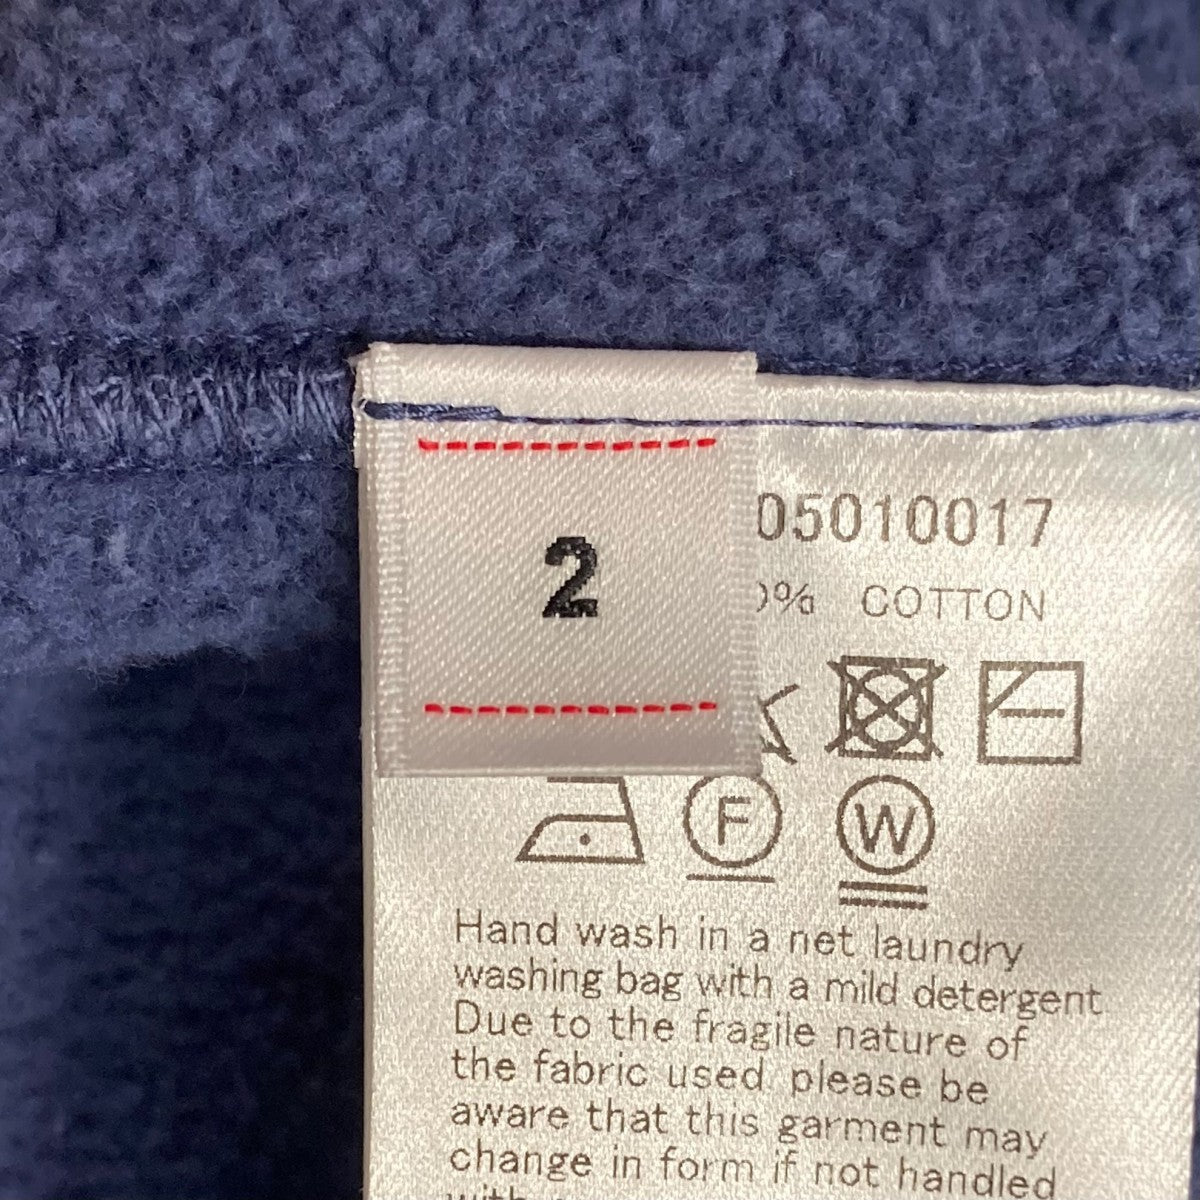 2
05010017
% COTTON
F
W
Hand wash in a net laundry
washing bag with a mild detergent
Due to the fragile nature of
the fabric used please be
aware that this garment may
change in form if not handled